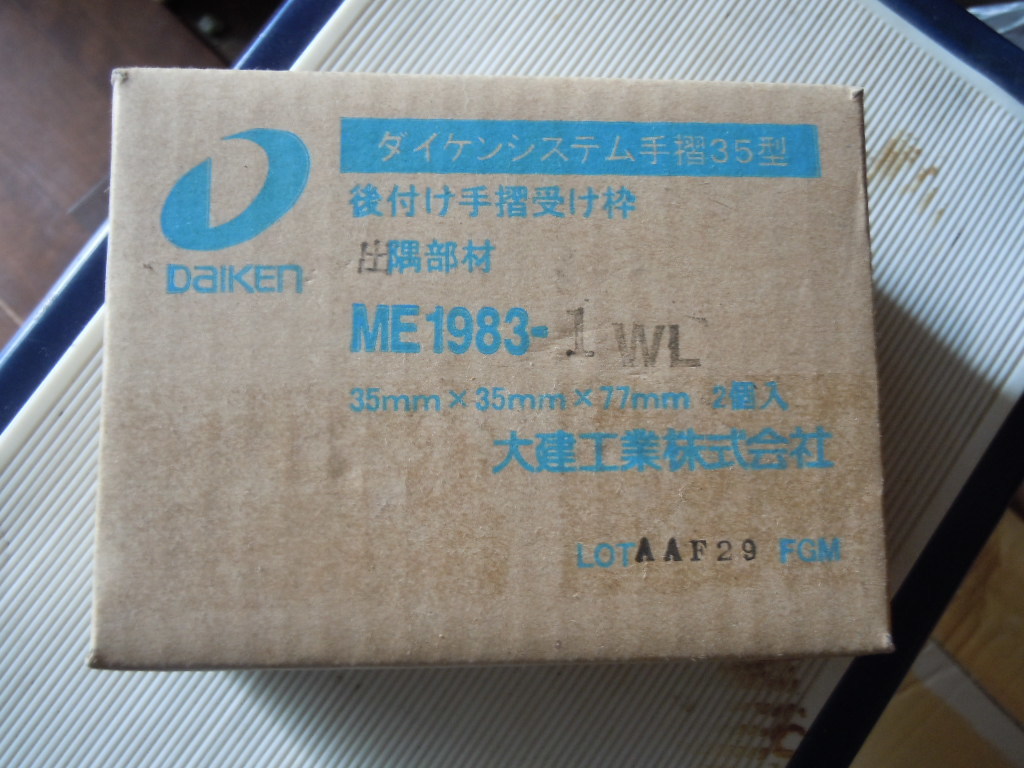 DAIKEN
ダイケンシステム手摺35型
後付け手摺受け枠
出隅部材
ME1983-1 WL
35mm×35mm×77mm 2個入
大建工業株式会社
LOT AAF29 FGM